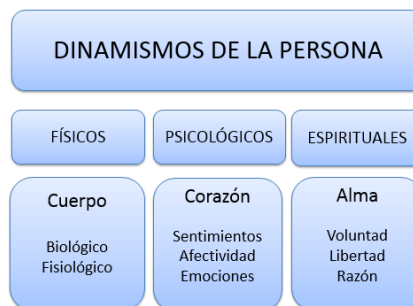 DINAMISMOS DE LA PERSONA
FÍSICOS
PSICOLÓGICOS
ESPIRITUALES
Cuerpo
Biológico
Fisiológico
Corazón
Sentimientos
Afectividad
Emociones
Alma
Voluntad
Libertad
Razón